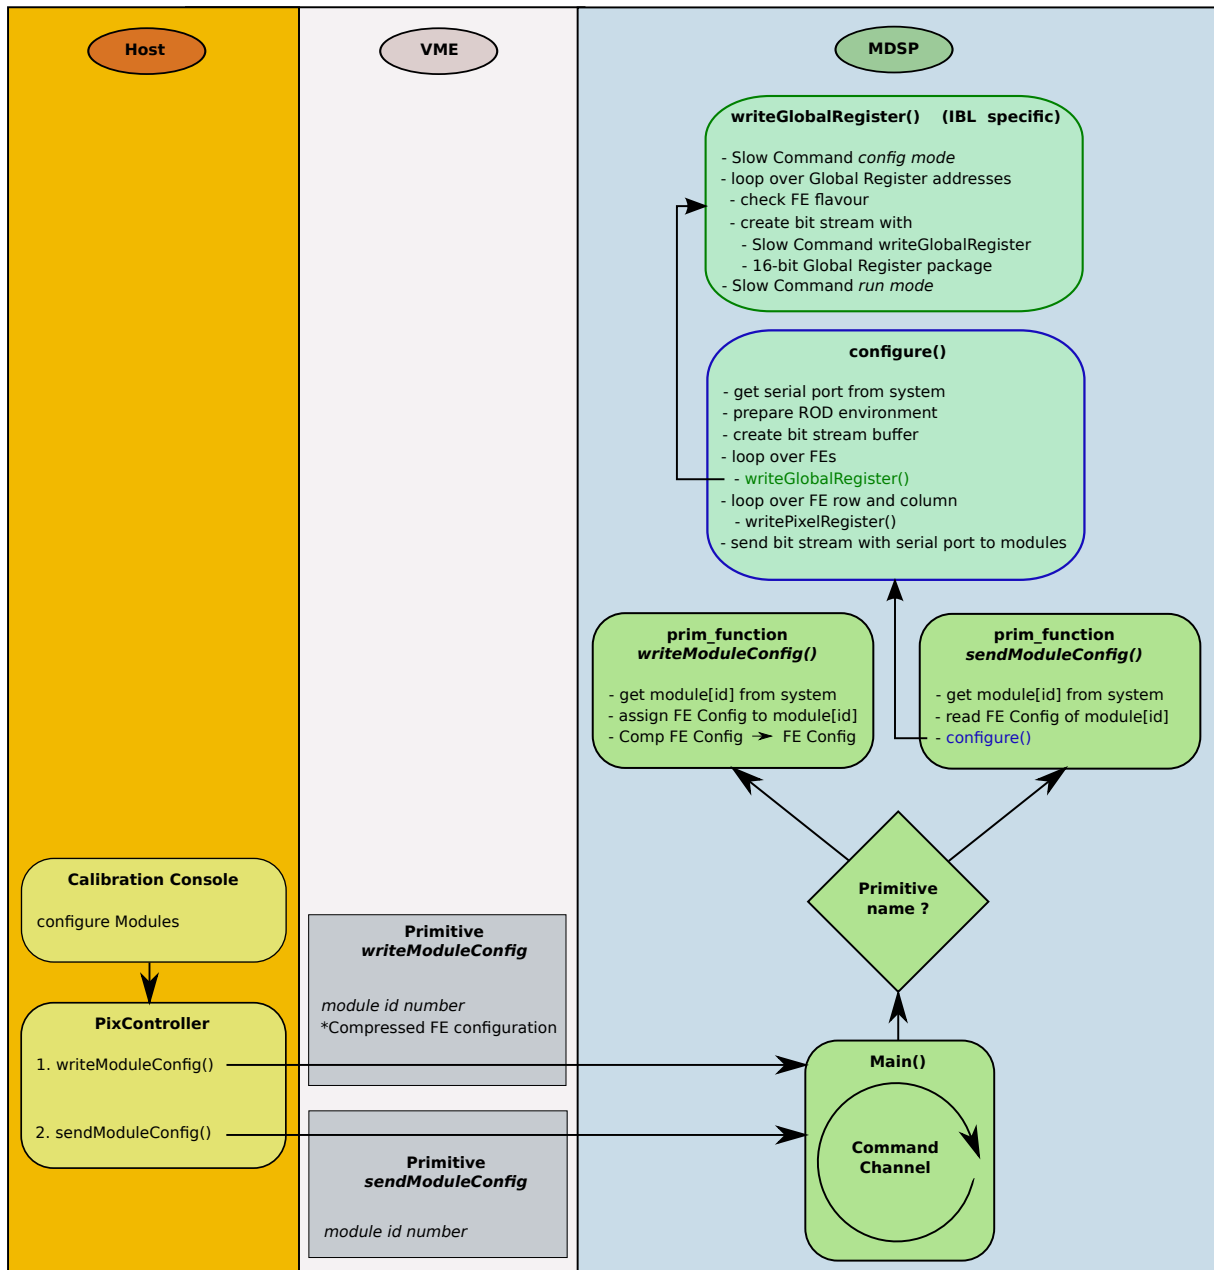 Host
VME
MDSP
writeGlobalRegister() (IBL specific)
- Slow Command config mode
- loop over Global Register addresses
- check FE flavour
- create bit stream with
- Slow Command writeGlobalRegister
- 16-bit Global Register package
- Slow Command run mode
configure()
- get serial port from system
- prepare ROD environment
- create bit stream buffer
- loop over FEs
- writeGlobalRegister()
- loop over FE row and column
- writePixelRegister()
- send bit stream with serial port to modules
prim_function
writeModuleConfig()
- get module[id] from system
- assign FE Config to module[id]
- Comp FE Config → FE Config
prim_function
sendModuleConfig()
- get module[id] from system
- read FE Config of module[id]
- configure()
Calibration Console
configure Modules
PixController
1. writeModuleConfig()
2. sendModuleConfig()
Primitive
writeModuleConfig
module id number
*Compressed FE configuration
Primitive
sendModuleConfig
module id number
Primitive
name ?
Main()
Command
Channel